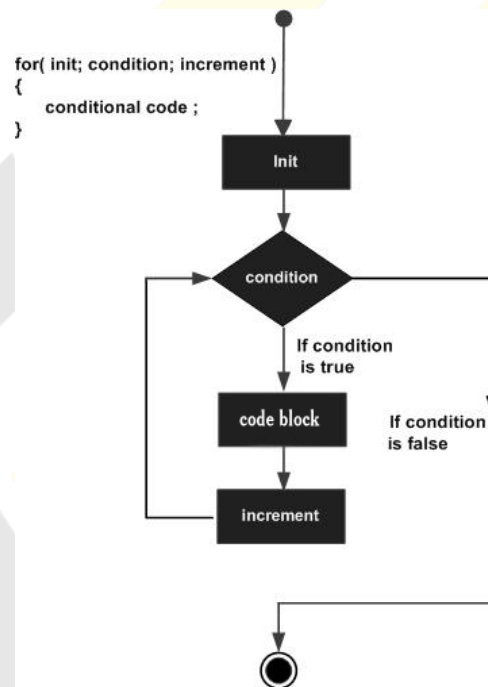 for( init; condition; increment )
{
conditional code ;
}
Init
condition
If condition
is true
code block
If condition
is false
increment